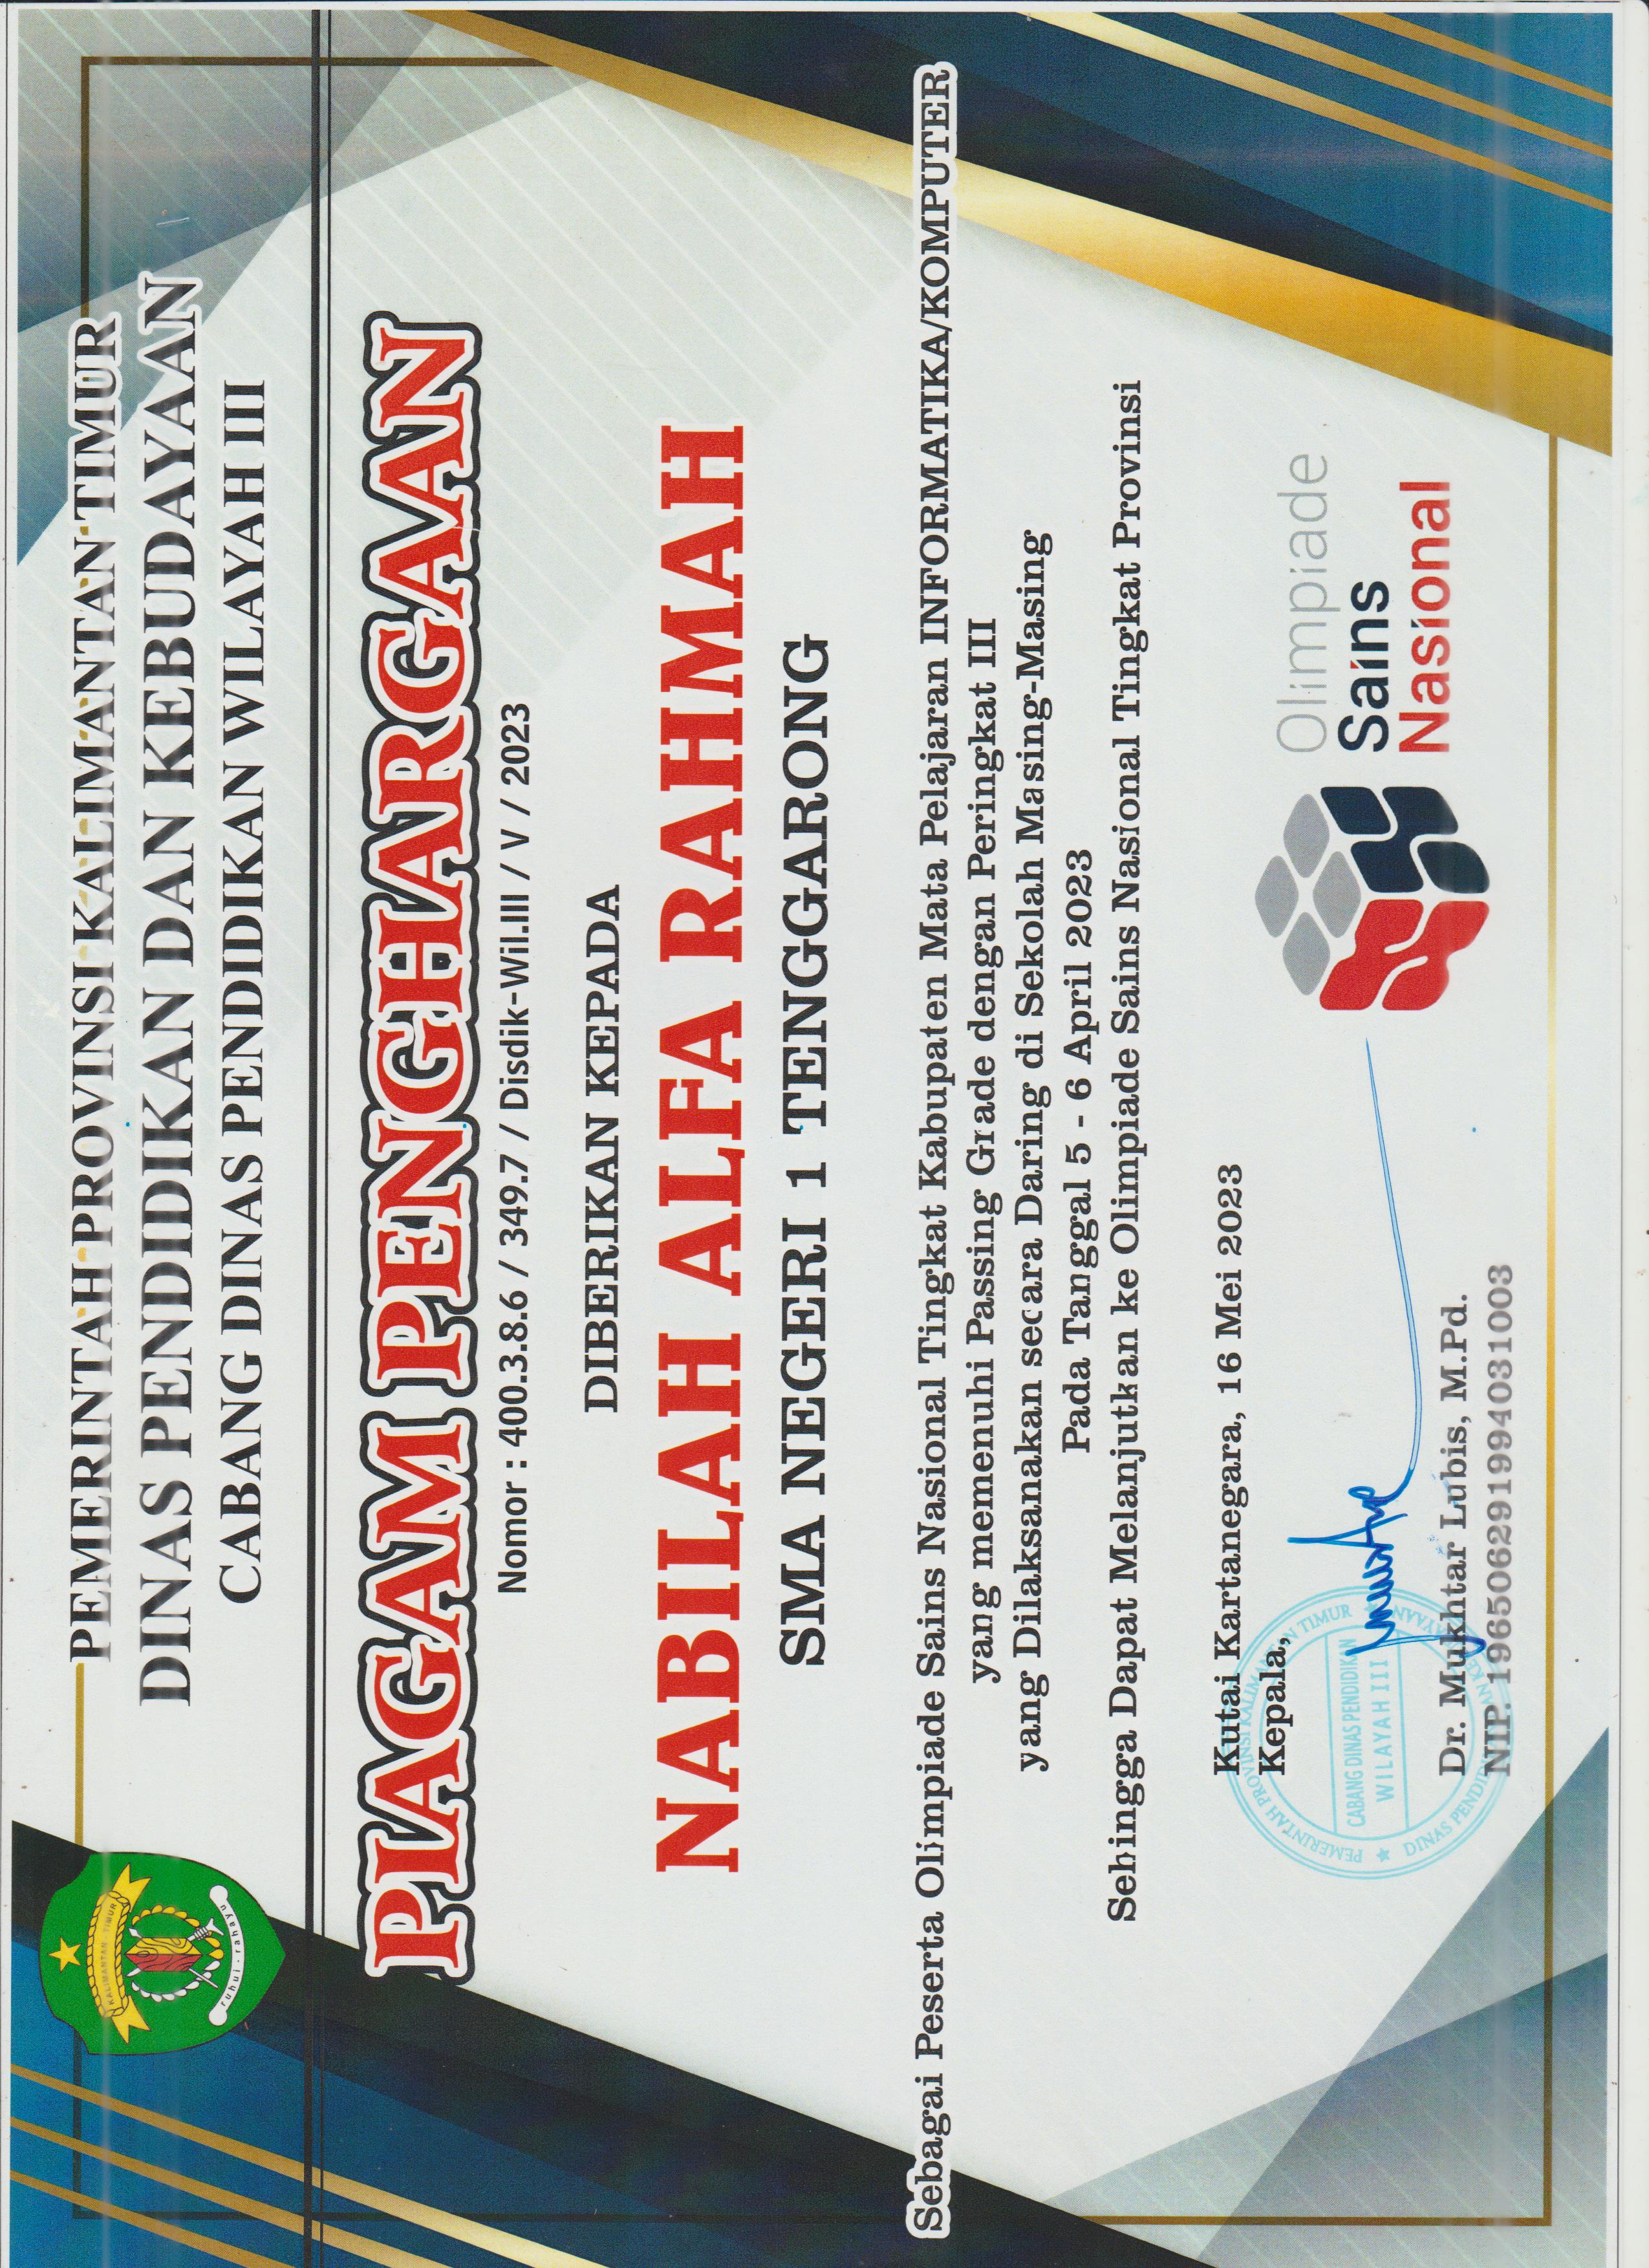 KALIMANTAN - TIMUR
ruhui - rahayu
PEMERINTAH PROVINSI KALIMANTAN TIMUR
DINAS PENDIDIKAN DAN KEBUDAYAAN
CABANG DINAS PENDIDIKAN WILAYAH III
PIAGAM PENGHARGAAN
Nomor : 400.3.8.6 / 349.7 / Disdik-Wil.III / V / 2023
DIBERIKAN KEPADA
NABILAH ALFA RAHMAH
SMA NEGERI 1 TENGGARONG
Sebagai Peserta Olimpiade Sains Nasional Tingkat Kabupaten Mata Pelajaran INFORMATIKA/KOMPUTER
yang memenuhi Passing Grade dengan Peringkat III
yang Dilaksanakan secara Daring di Sekolah Masing-Masing
Pada Tanggal 5 - 6 April 2023
Sehingga Dapat Melanjutkan ke Olimpiade Sains Nasional Tingkat Provinsi
Kutai Kartanegara, 16 Mei 2023
Kepala,
PEMERINTAH PROVINSI KALIMANTAN TIMUR
CABANG DINAS PENDIDIKAN
WILAYAH III
DINAS PENDIDIKAN DAN KEBUDAYAAN
Dr. Mukhtar Lubis, M.Pd.
NIP. 196506291994031003
Olimpiade
Sains
Nasional